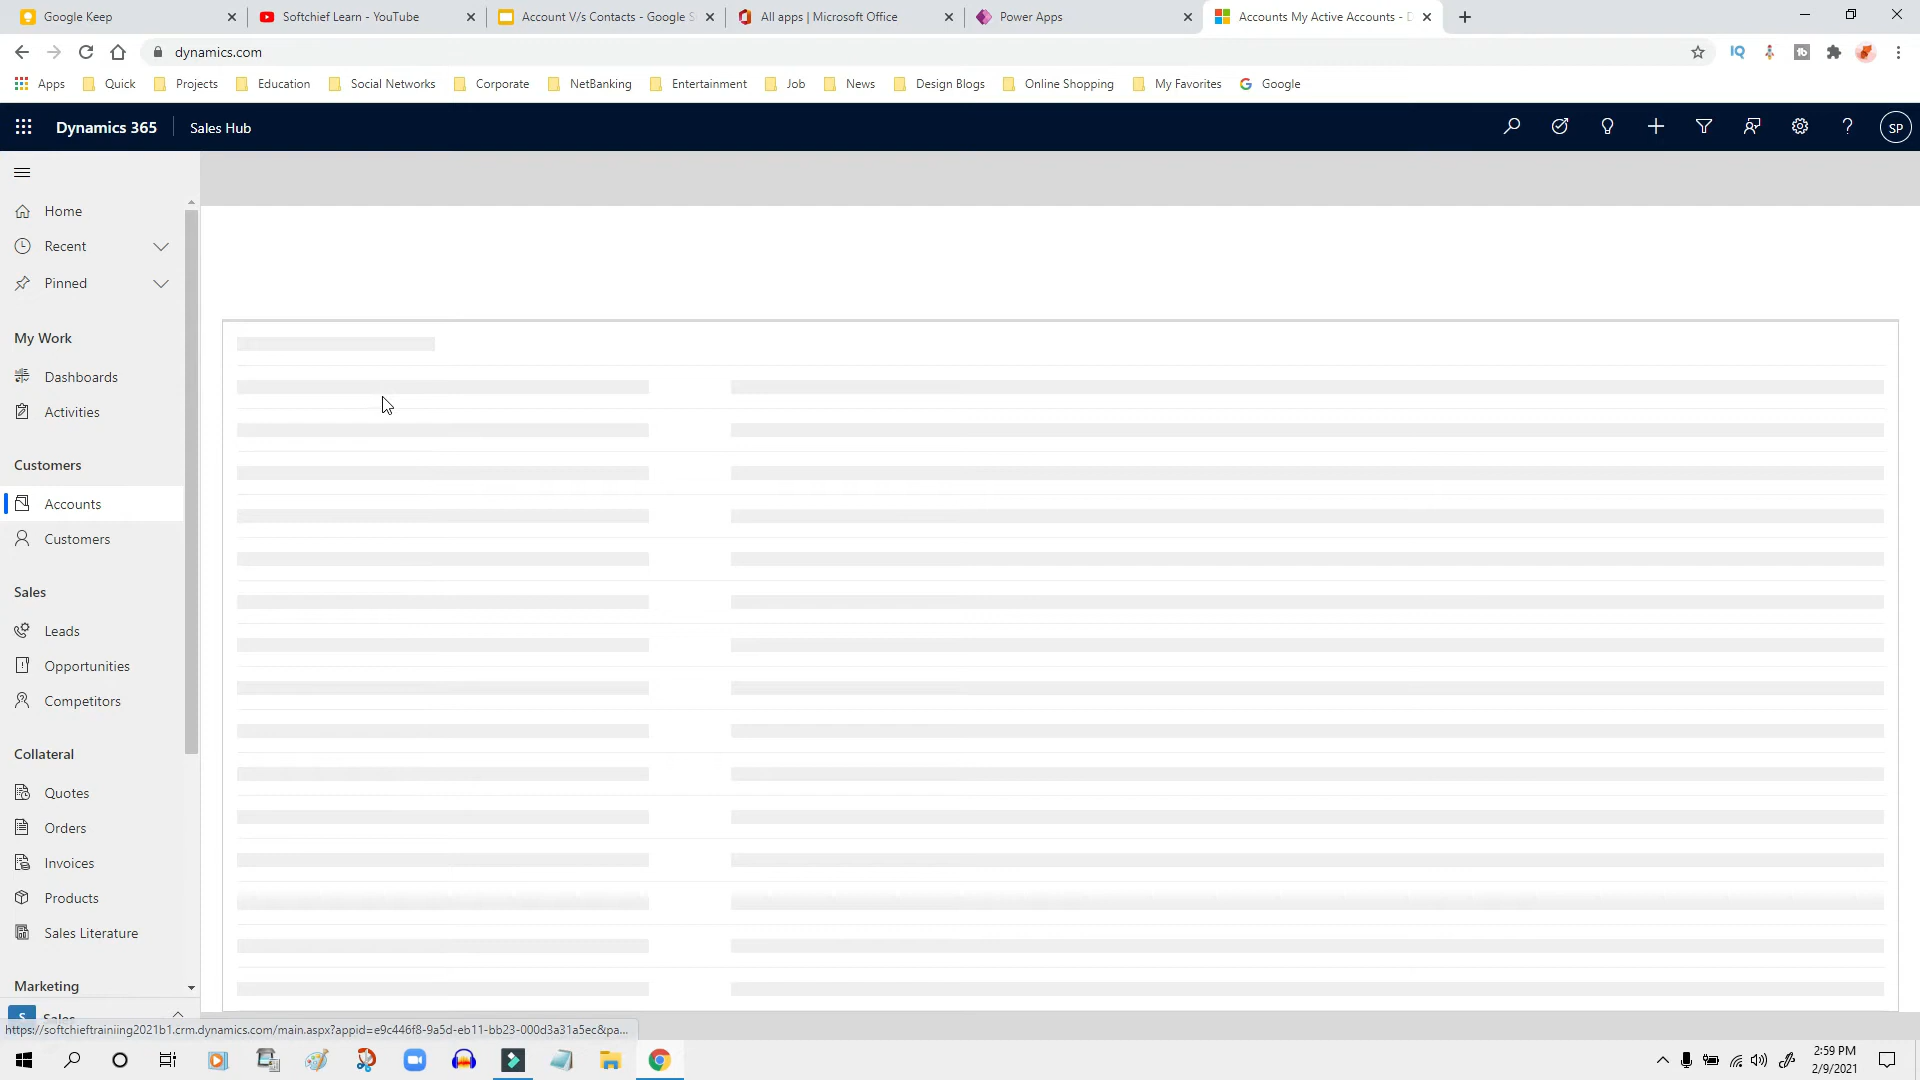 Google Keep
Softchief Learn - YouTube
Account V/s Contacts - Google S
All apps | Microsoft Office
Power Apps
Accounts My Active Accounts - D
dynamics.com
Apps
Quick
Projects
Education
Social Networks
Corporate
NetBanking
Entertainment
Job
News
Design Blogs
Online Shopping
My Favorites
Google
Dynamics 365
Sales Hub
SP
Home
Recent
Pinned
My Work
Dashboards
Activities
Customers
Accounts
Customers
Sales
Leads
Opportunities
Competitors
Collateral
Quotes
Orders
Invoices
Products
Sales Literature
Marketing
S Sales
https://softchieftrainiing2021b1.crm.dynamics.com/main.aspx?appid=e9c446f8-9a5d-eb11-bb23-000d3a31a5ec&pa...
2:59 PM
2/9/2021